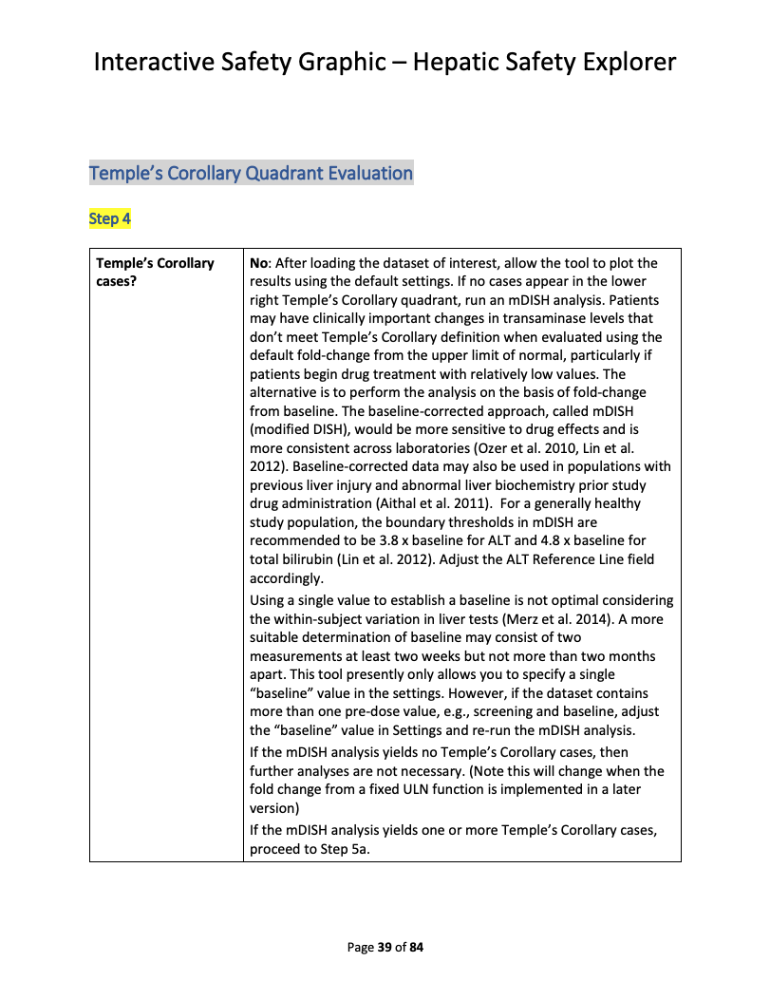 Interactive Safety Graphic – Hepatic Safety Explorer
Temple’s Corollary Quadrant Evaluation
Step 4
Temple’s Corollary
cases?
No: After loading the dataset of interest, allow the tool to plot the
results using the default settings. If no cases appear in the lower
right Temple’s Corollary quadrant, run an mDISH analysis. Patients
may have clinically important changes in transaminase levels that
don’t meet Temple’s Corollary definition when evaluated using the
default fold-change from the upper limit of normal, particularly if
patients begin drug treatment with relatively low values. The
alternative is to perform the analysis on the basis of fold-change
from baseline. The baseline-corrected approach, called mDISH
(modified DISH), would be more sensitive to drug effects and is
more consistent across laboratories (Ozer et al. 2010, Lin et al.
2012). Baseline-corrected data may also be used in populations with
previous liver injury and abnormal liver biochemistry prior study
drug administration (Aithal et al. 2011).  For a generally healthy
study population, the boundary thresholds in mDISH are
recommended to be 3.8 x baseline for ALT and 4.8 x baseline for
total bilirubin (Lin et al. 2012). Adjust the ALT Reference Line field
accordingly.
Using a single value to establish a baseline is not optimal considering
the within-subject variation in liver tests (Merz et al. 2014). A more
suitable determination of baseline may consist of two
measurements at least two weeks but not more than two months
apart. This tool presently only allows you to specify a single
“baseline” value in the settings. However, if the dataset contains
more than one pre-dose value, e.g., screening and baseline, adjust
the “baseline” value in Settings and re-run the mDISH analysis.
If the mDISH analysis yields no Temple’s Corollary cases, then
further analyses are not necessary. (Note this will change when the
fold change from a fixed ULN function is implemented in a later
version)
If the mDISH analysis yields one or more Temple’s Corollary cases,
proceed to Step 5a.
Page 39 of 84